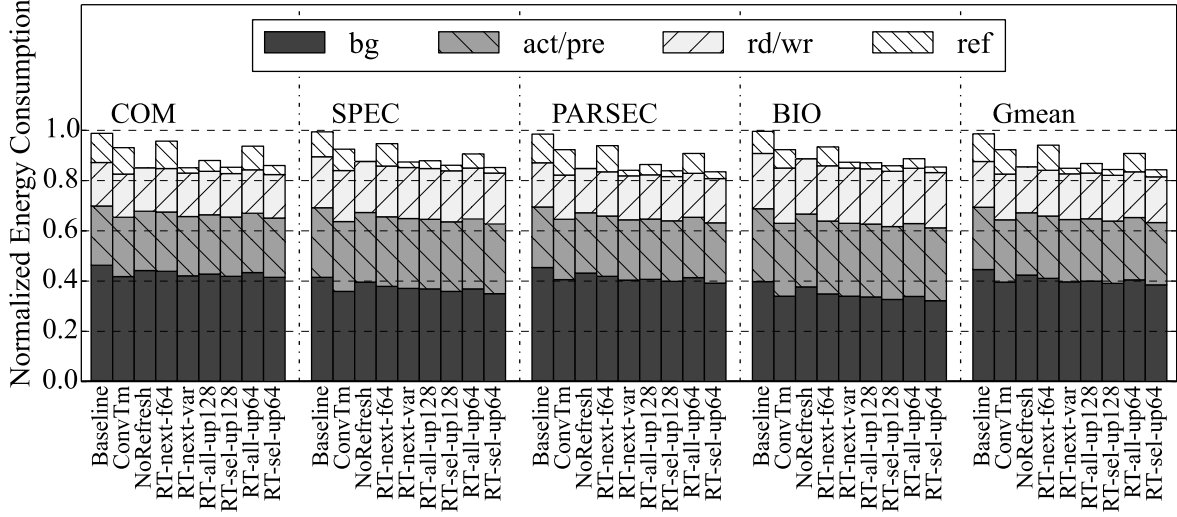 Normalized Energy Consumption
bg act/pre rd/wr ref
COM SPEC PARSEC BIO Gmean
1.0
0.8
0.6
0.4
0.2
0.0
Baseline
ConvTm
NoRefresh
RT-next-f64
RT-next-var
RT-all-up128
RT-sel-up128
RT-all-up64
RT-sel-up64
Baseline
ConvTm
NoRefresh
RT-next-f64
RT-next-var
RT-all-up128
RT-sel-up128
RT-all-up64
RT-sel-up64
Baseline
ConvTm
NoRefresh
RT-next-f64
RT-next-var
RT-all-up128
RT-sel-up128
RT-all-up64
RT-sel-up64
Baseline
ConvTm
NoRefresh
RT-next-f64
RT-next-var
RT-all-up128
RT-sel-up128
RT-all-up64
RT-sel-up64
Baseline
ConvTm
NoRefresh
RT-next-f64
RT-next-var
RT-all-up128
RT-sel-up128
RT-all-up64
RT-sel-up64